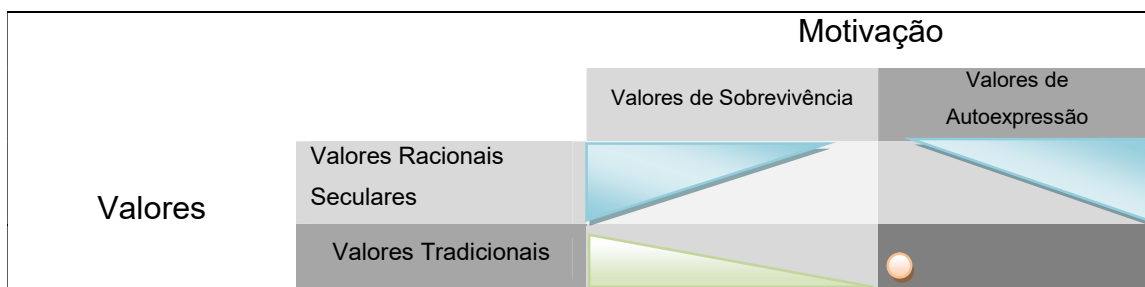 Motivação
Valores de Sobrevivência
Valores de
Autoexpressão
Valores
Valores Racionais
Seculares
Valores Tradicionais